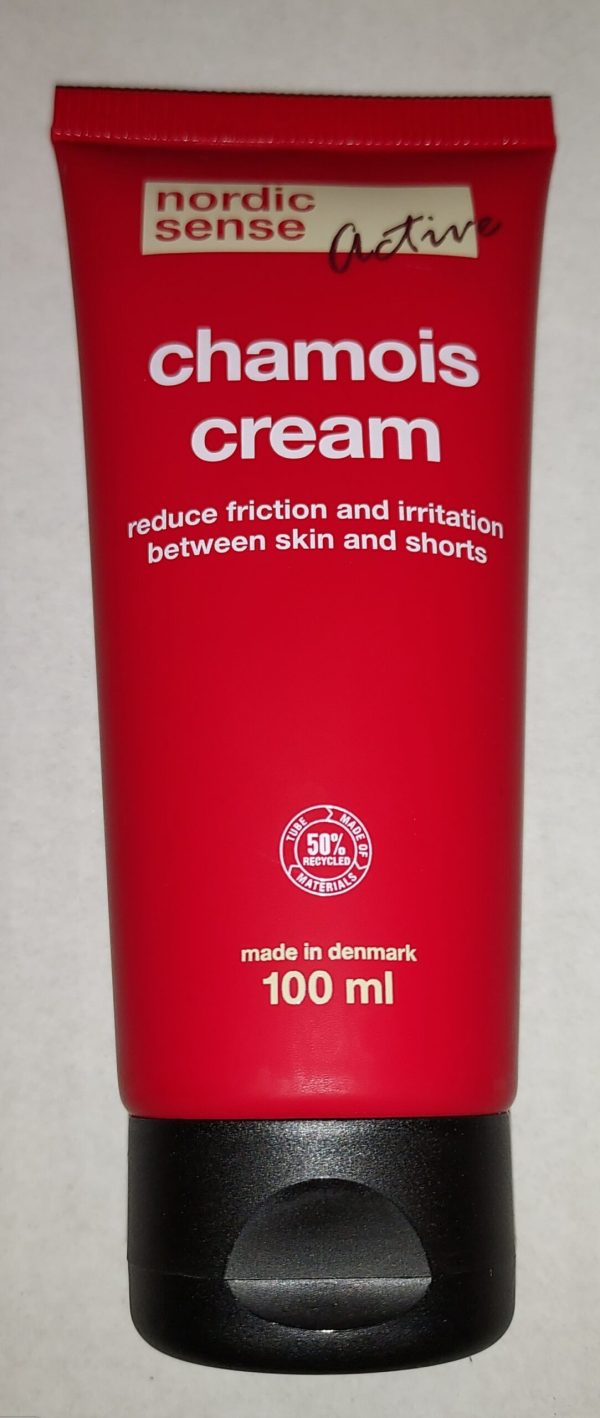 nordic
sense
Active
chamois
cream
reduce friction and irritation
between skin and shorts
TUBE MADE OF
50%
RECYCLED
MATERIALS
made in denmark
100 ml